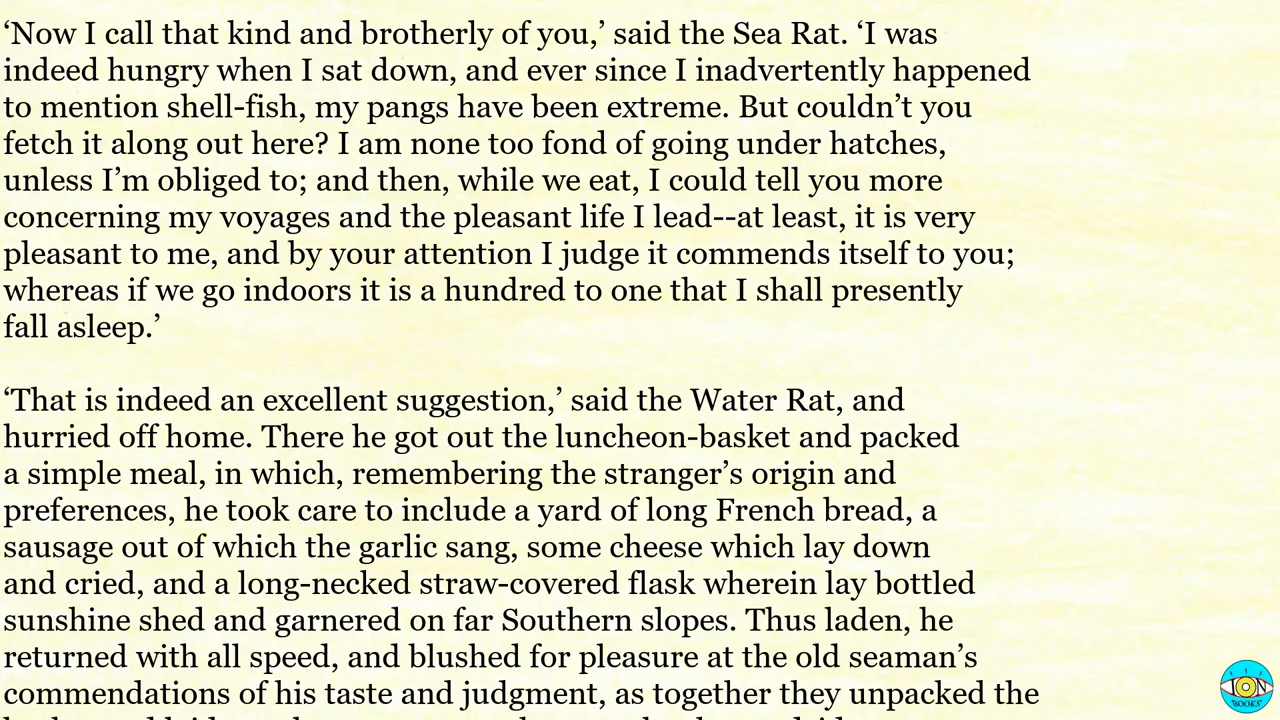 ‘Now I call that kind and brotherly of you,’ said the Sea Rat. ‘I was
indeed hungry when I sat down, and ever since I inadvertently happened
to mention shell-fish, my pangs have been extreme. But couldn’t you
fetch it along out here? I am none too fond of going under hatches,
unless I’m obliged to; and then, while we eat, I could tell you more
concerning my voyages and the pleasant life I lead--at least, it is very
pleasant to me, and by your attention I judge it commends itself to you;
whereas if we go indoors it is a hundred to one that I shall presently
fall asleep.’
‘That is indeed an excellent suggestion,’ said the Water Rat, and
hurried off home. There he got out the luncheon-basket and packed
a simple meal, in which, remembering the stranger’s origin and
preferences, he took care to include a yard of long French bread, a
sausage out of which the garlic sang, some cheese which lay down
and cried, and a long-necked straw-covered flask wherein lay bottled
sunshine shed and garnered on far Southern slopes. Thus laden, he
returned with all speed, and blushed for pleasure at the old seaman’s
commendations of his taste and judgment, as together they unpacked the
ION
BOOKS